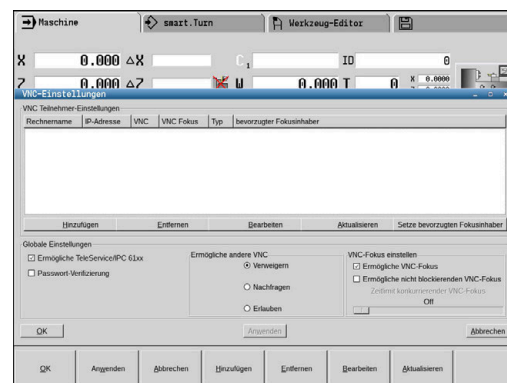 Maschine
smart.Turn
Werkzeug-Editor
X 0.000 ΔX C 1 ID 0
Z 0.000 ΔZ U 0.000 T 0 X 0.0000
VNC-Einstellungen
VNC Teilnehmer-Einstellungen
Rechnername IP-Adresse VNC VNC Fokus Typ bevorzugter Fokusinhaber
Hinzufügen Entfernen Bearbeiten Aktualisieren Setze bevorzugten Fokusinhaber
Globale Einstellungen
Ermögliche TeleService/IPC 61xx
Passwort-Verifizierung
Ermögliche andere VNC
Verweigern
Nachfragen
Erlauben
VNC-Fokus einstellen
Ermögliche VNC-Fokus
Ermögliche nicht blockierenden VNC-Fokus
Zeitlimit konkurrierender VNC-Fokus
Off
OK Anwenden Abbrechen
OK Anwenden Abbrechen Hinzufügen Entfernen Bearbeiten Aktualisieren